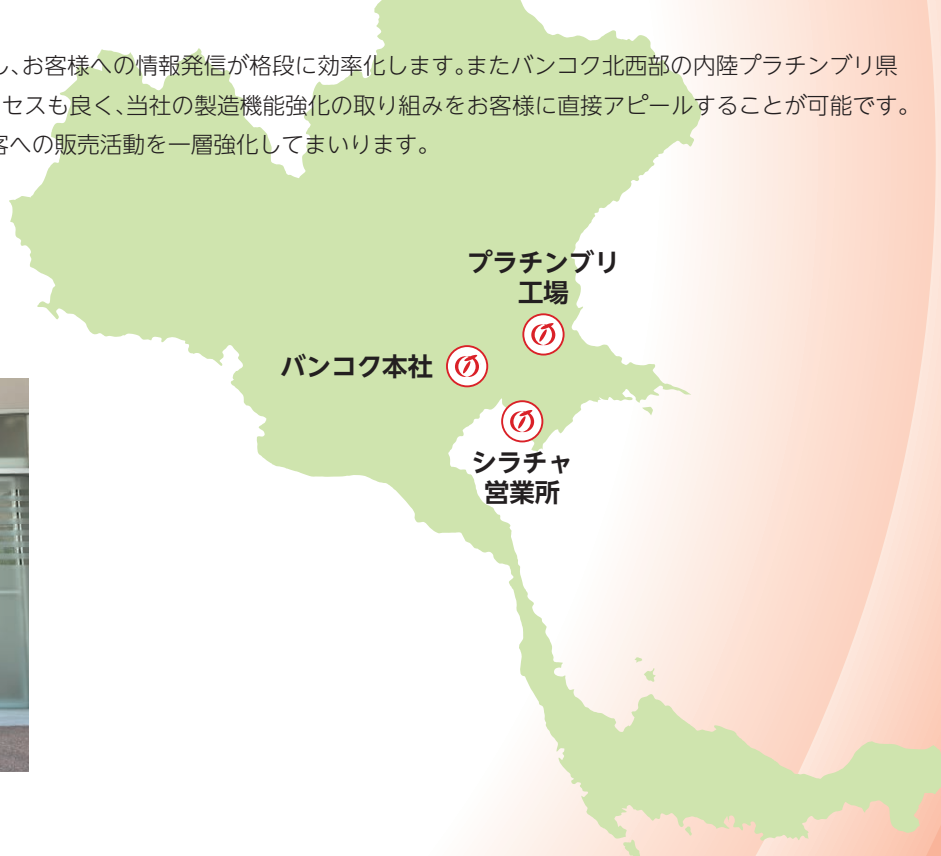 し、お客様への情報発信が格段に効率化します。またバンコク北西部の内陸プラチンブリ県
セスも良く、当社の製造機能強化の取り組みをお客様に直接アピールすることが可能です。
客への販売活動を一層強化してまいります。
プラチンブリ
工場
バンコク本社
シラチャ
営業所